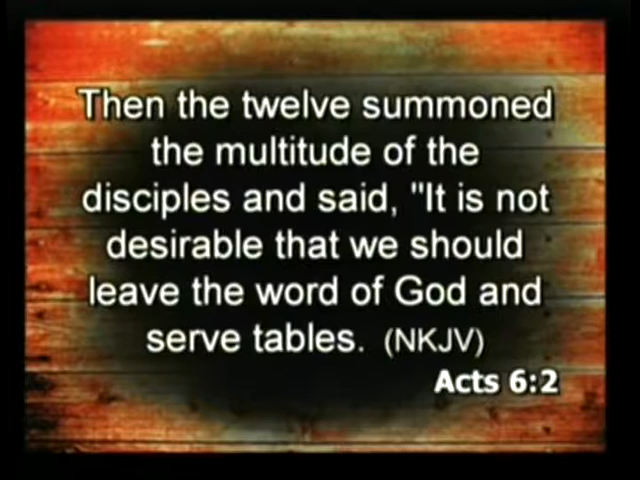 Then the twelve summoned
the multitude of the
disciples and said, "It is not
desirable that we should
leave the word of God and
serve tables. (NKJV)
Acts 6:2